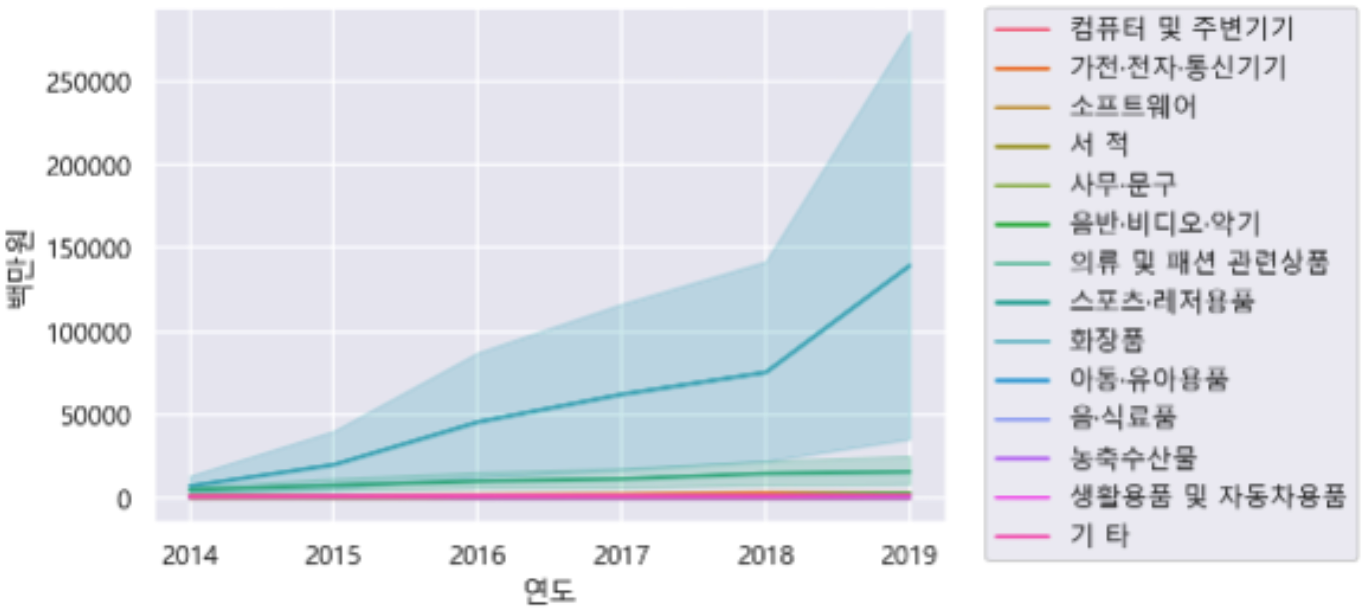 백만원
250000
200000
150000
100000
50000
0
2014 2015 2016 2017 2018 2019
연도
컴퓨터 및 주변기기
가전·전자·통신기기
소프트웨어
서 적
사무·문구
음반·비디오·악기
의류 및 패션 관련상품
스포츠·레저용품
화장품
아동·유아용품
음·식료품
농축수산물
생활용품 및 자동차용품
기 타